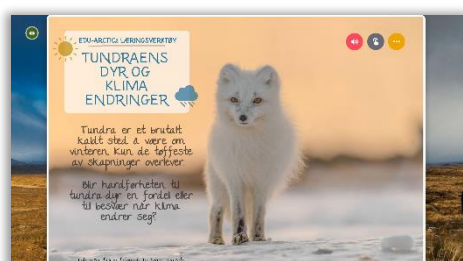 EDU-ARCTIC2 LÆRINGSVERKTØY
TUNDRAENS
DYR OG
KLIMA
ENDRINGER
Tundra er et brutalt
kaldt sted å være om
vinteren. Kun de tøffeste
av skapninger overlever.
Blir hardførheten til
tundra dyr en fordel eller
til besvær når klima
endrer seg?